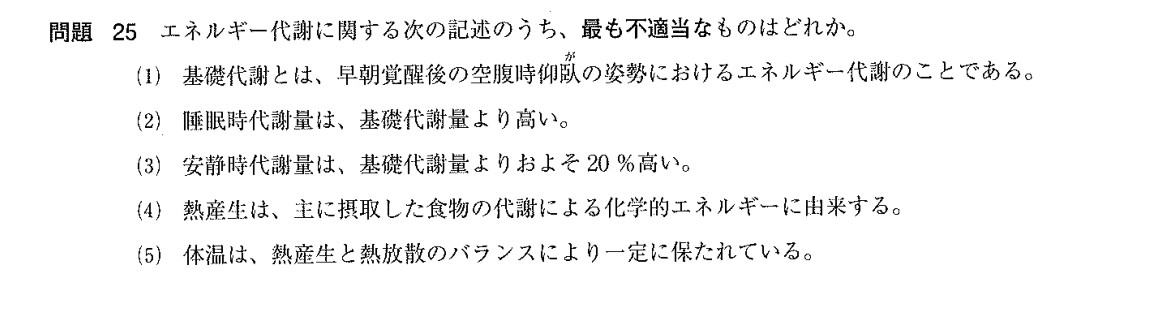 問題 25 エネルギー代謝に関する次の記述のうち、最も不適当なものはどれか。
(1) 基礎代謝とは、早朝覚醒後の空腹時仰臥の姿勢におけるエネルギー代謝のことである。
(2) 睡眠時代謝量は、基礎代謝量より高い。
(3) 安静時代謝量は、基礎代謝量よりおよそ 20 %高い。
(4) 熱産生は、主に摂取した食物の代謝による化学的エネルギーに由来する。
(5) 体温は、熱産生と熱放散のバランスにより一定に保たれている。